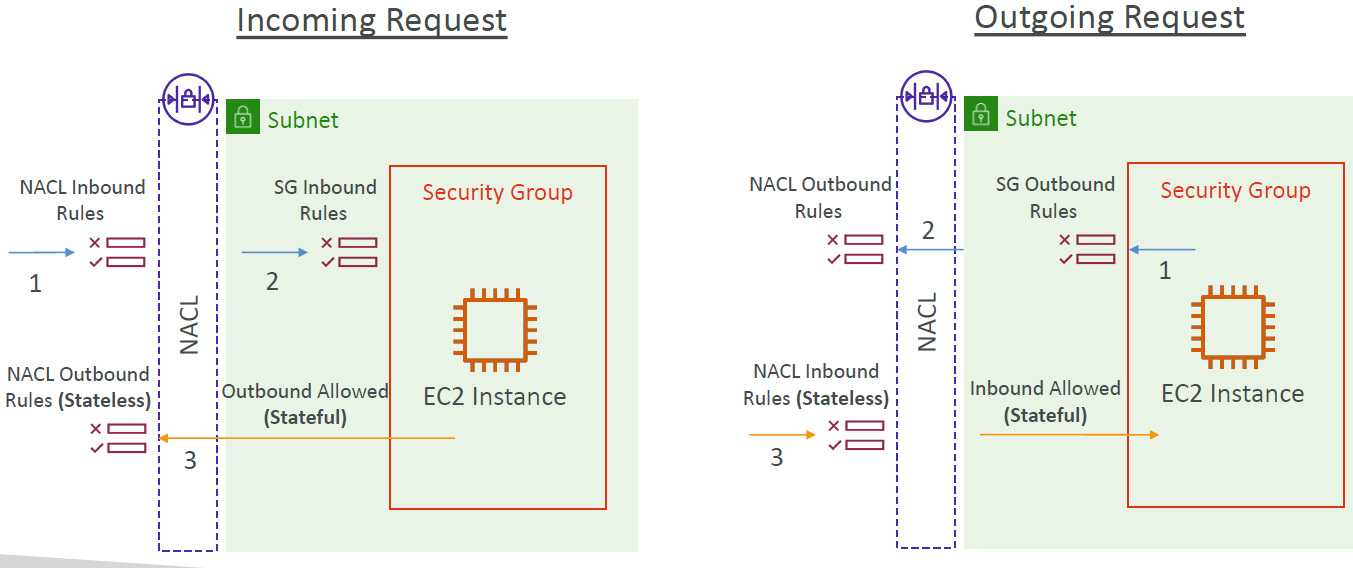 Incoming Request
Subnet
NACL Inbound
Rules
1
SG Inbound
Rules
2
Security Group
NACL
NACL Outbound
Rules (Stateless)
Outbound Allowed
(Stateful)
3
EC2 Instance
Outgoing Request
Subnet
NACL Outbound
Rules
2
SG Outbound
Rules
1
Security Group
NACL
NACL Inbound
Rules (Stateless)
3
Inbound Allowed
(Stateful)
EC2 Instance